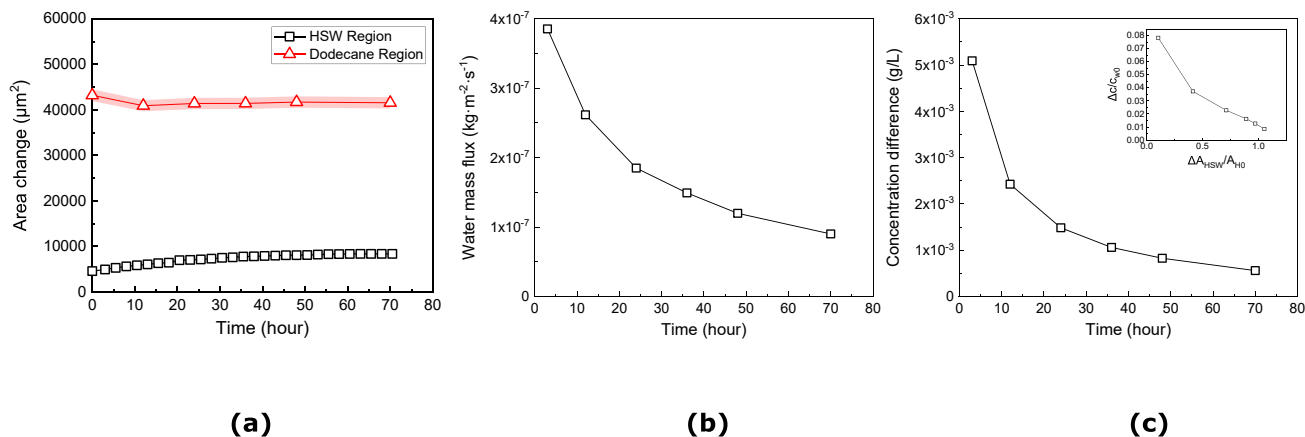 60000
50000
40000
30000
20000
10000
0
Area change (μm²)
HSW Region
Dodecane Region
0 10 20 30 40 50 60 70 80
Time (hour)
(a)
4x10⁻⁷
3x10⁻⁷
2x10⁻⁷
1x10⁻⁷
0
Water mass flux (kg·m⁻²·s⁻¹)
0 10 20 30 40 50 60 70 80
Time (hour)
(b)
6x10⁻³
5x10⁻³
4x10⁻³
3x10⁻³
2x10⁻³
1x10⁻³
0
Concentration difference (g/L)
0.08
0.07
0.06
0.05
0.04
0.03
0.02
0.01
0.00
Δc/c_w0
0.0 0.5 1.0
ΔA_HSW/A_H0
0 10 20 30 40 50 60 70 80
Time (hour)
(c)